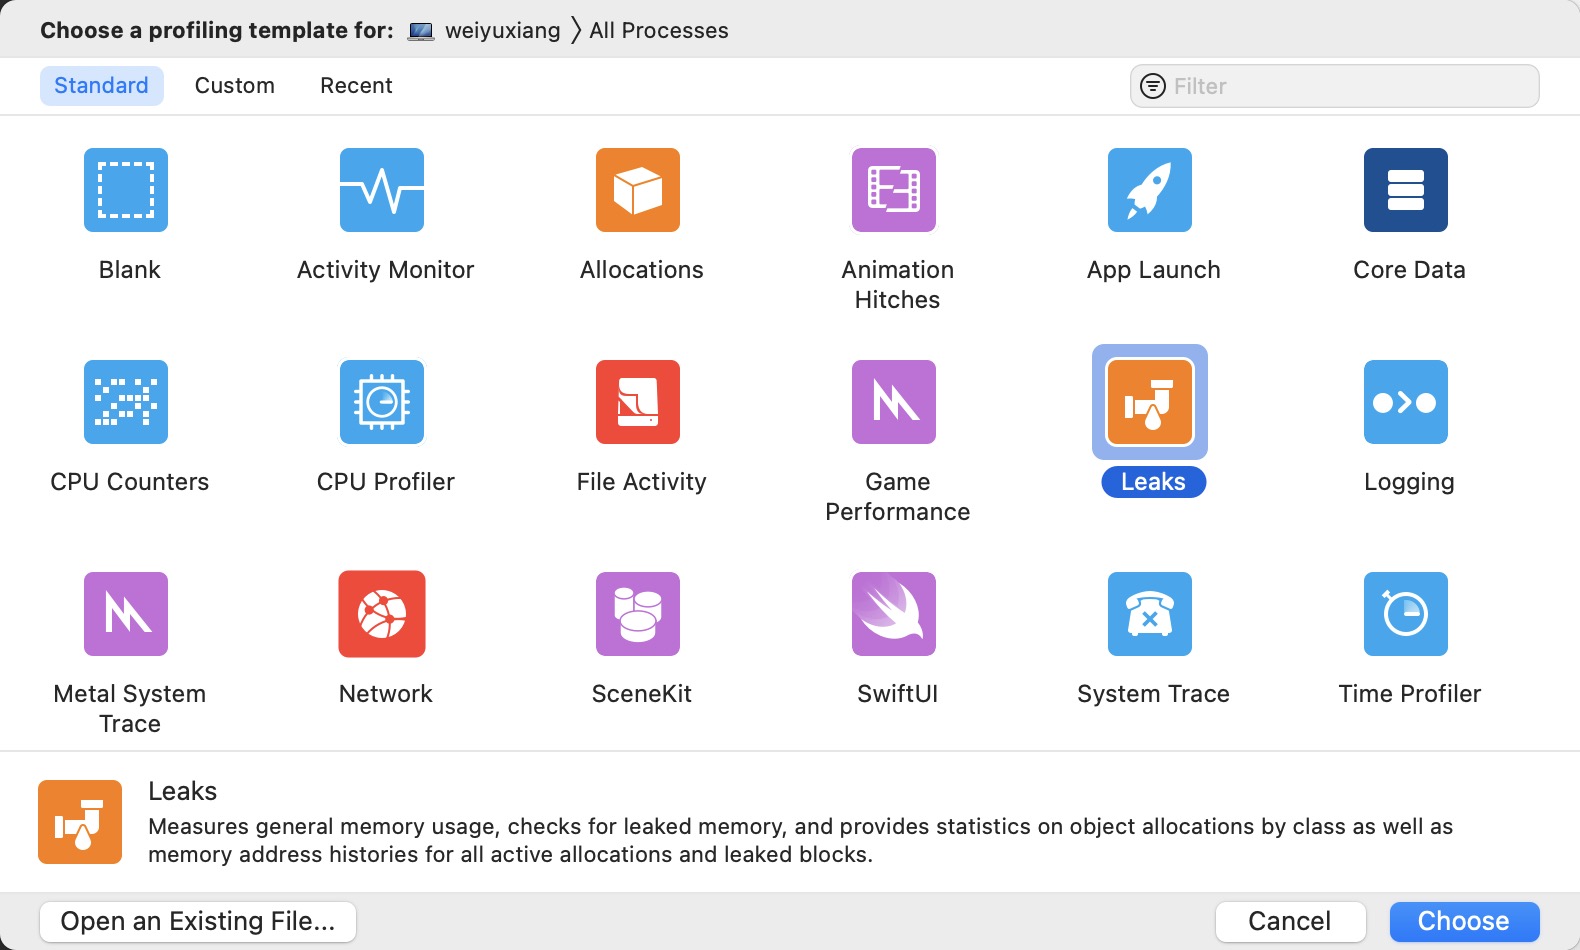 Choose a profiling template for: weiyuxiang 〉 All Processes
Standard Custom Recent Filter
Blank Activity Monitor Allocations Animation Hitches App Launch Core Data
CPU Counters CPU Profiler File Activity Game Performance Leaks Logging
Metal System Trace Network SceneKit SwiftUI System Trace Time Profiler
Leaks
Measures general memory usage, checks for leaked memory, and provides statistics on object allocations by class as well as
memory address histories for all active allocations and leaked blocks.
Open an Existing File... Cancel Choose